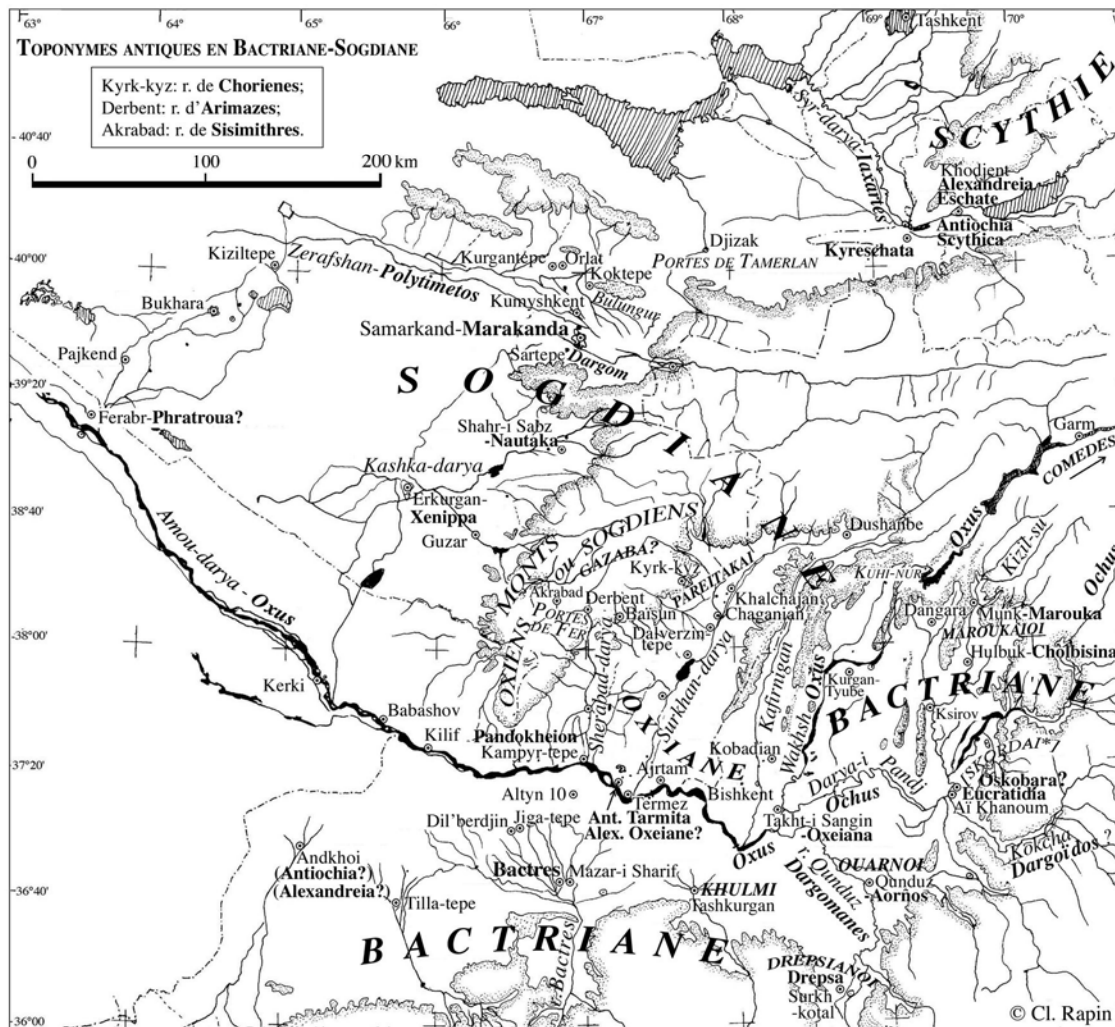 63° 64° 65° 66° 67° 68° 69° 70°
TOPONYMES ANTIQUES EN BACTRIANE-SOGDIANE
Kyrk-kyz: r. de Chorienes;
Derbent: r. d'Arimazes;
Akrabad: r. de Sisimithres.
0 100 200 km
40°40'
40°00'
39°20'
38°40'
38°00'
37°20'
36°40'
36°00'
Tashkent
SCYTHIE
Syr-darya-Iaxartes
Khodjent
Alexandreia
Eschate
Antiochia
Scythica
Kyreschata
Djizak
PORTES DE TAMERLAN
Kiziltepe
Zerafshan-Polytimetos
Kurgantepe
Orlat
Koktepe
Bulungur
Kumyshkent
Bukhara
Samarkand-Marakanda
Pajkend
Sartepe
Dargom
SOGDIANE
Ferabr-Phratroua?
Shahr-i Sabz
-Nautaka
Garm
COMEDES
Kashka-darya
Erkurgan-
Xenippa
Guzar
Dushanbe
Oxus
Kizil-su
Ochus
Amou-darya-Oxus
OXIENS MONTS ou SOGDIENS
GAZABA?
Kyrk-kyz
PAREITAKAI
KUHI-NUR
Akrabad
PORTES
DE FER
Derbent
Baïsun
Khalchajan
Chaganian
Dalverzin-
tepe
Dangara
Munk-Marouka
MAROUKAIOI
Hulbuk-Cholbisina
Kerki
Sherabad-darya
Surkhan-darya
Kafirnigan
Wakhsh-Oxus
Kurgan-
Tyube
BACTRIANE
Ksirov
Babashov
Kilif
Pandokheion
Kampyr-tepe
OXIANE
Kobadian
Darya-i Pandj
Ochus
ISKORDAI*?
Oskobara?
Eucratidia
Aï Khanoum
Ajrtam
Bishkent
Termez
Altyn 10
Ant. Tarmita
Alex. Oxeiane?
Takht-i Sangin
-Oxeiana
Dil'berdjin
Jiga-tepe
Oxus
Kokcha
Dargoïdos?
Andkhoi
(Antiochia?)
(Alexandreia?)
Bactres
Mazar-i Sharif
KHULMI
Tashkurgan
r. Qunduz
Dargomanes
OUARNOI
Qunduz
-Aornos
Tilla-tepe
BACTRIANE
r. Bactres
DREPSIANOI
Drepsa
Surkh
-kotal
© Cl. Rapin